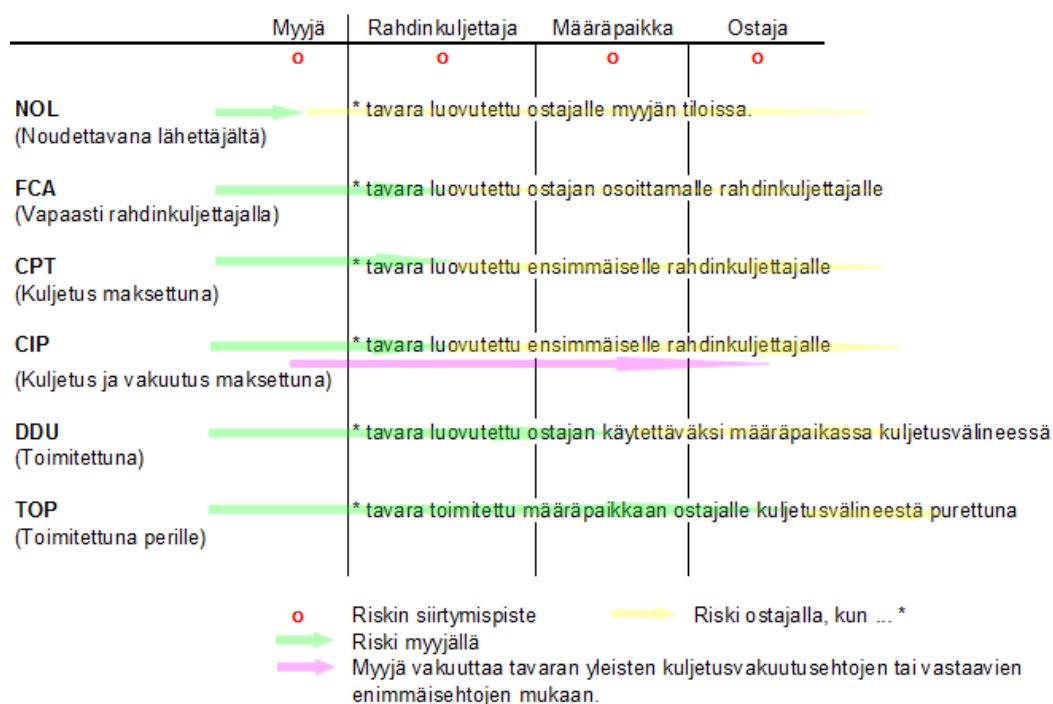 Myyjä Rahdinkuljettaja Määräpaikka Ostaja
o o o o
NOL * tavara luovutettu ostajalle myyjän tiloissa.
(Noudettavana lähettäjältä)
FCA * tavara luovutettu ostajan osoittamalle rahdinkuljettajalle
(Vapaasti rahdinkuljettajalla)
CPT * tavara luovutettu ensimmäiselle rahdinkuljettajalle
(Kuljetus maksettuna)
CIP * tavara luovutettu ensimmäiselle rahdinkuljettajalle
(Kuljetus ja vakuutus maksettuna)
DDU * tavara luovutettu ostajan käytettäväksi määräpaikassa kuljetusvälineessä
(Toimitettuna)
TOP * tavara toimitettu määräpaikkaan ostajalle kuljetusvälineestä purettuna
(Toimitettuna perille)
o Riskin siirtymispiste Riski ostajalla, kun ... *
Riski myyjällä
Myyjä vakuuttaa tavaran yleisten kuljetusvakuutusehtojen tai vastaavien
enimmäisehtojen mukaan.